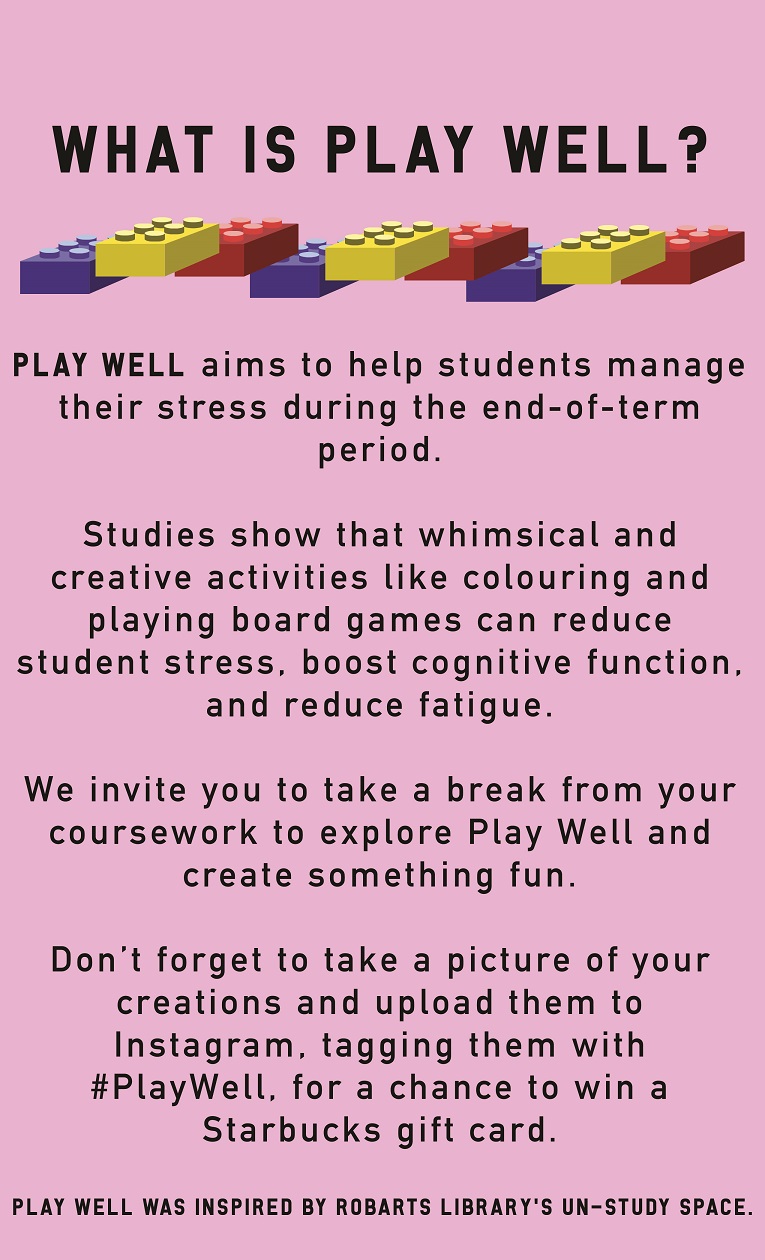 WHAT IS PLAY WELL?
PLAY WELL aims to help students manage
their stress during the end-of-term
period.
Studies show that whimsical and
creative activities like colouring and
playing board games can reduce
student stress, boost cognitive function,
and reduce fatigue.
We invite you to take a break from your
coursework to explore Play Well and
create something fun.
Don’t forget to take a picture of your
creations and upload them to
Instagram, tagging them with
#PlayWell, for a chance to win a
Starbucks gift card.
PLAY WELL WAS INSPIRED BY ROBARTS LIBRARY'S UN-STUDY SPACE.